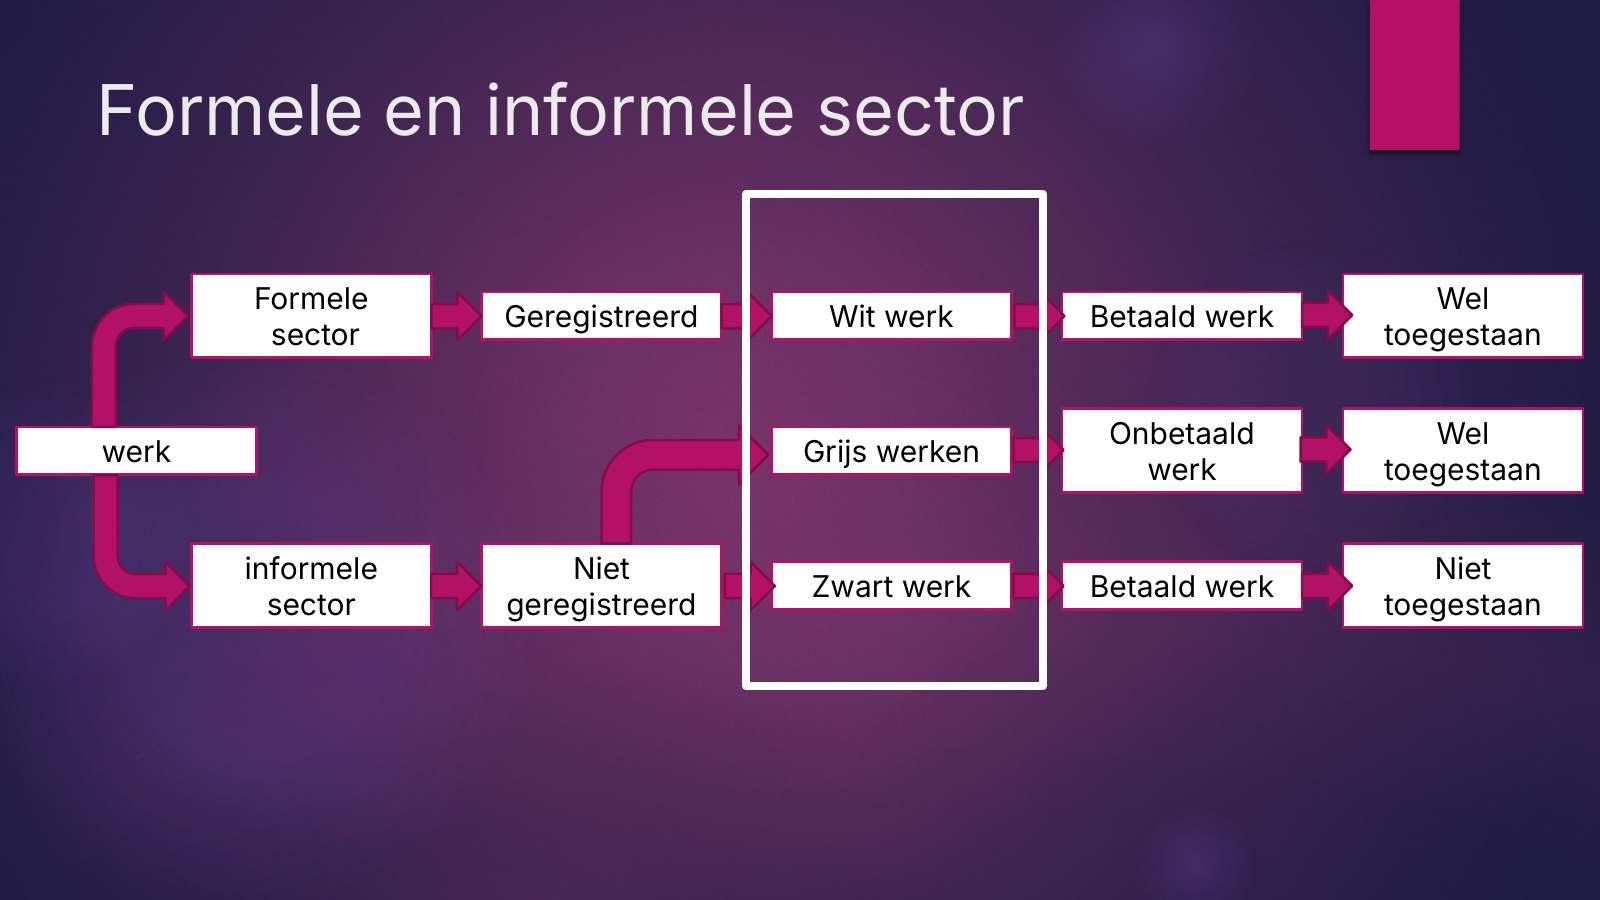 Formele en informele sector
Formele
sector
Geregistreerd
Wit werk
Betaald werk
Wel
toegestaan
werk
Grijs werken
Onbetaald
werk
Wel
toegestaan
informele
sector
Niet
geregistreerd
Zwart werk
Betaald werk
Niet
toegestaan